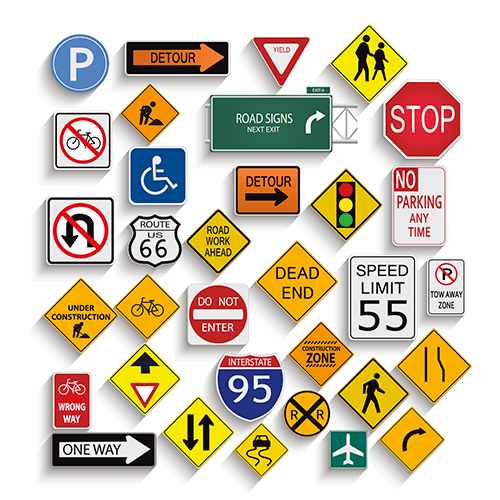 P
DETOUR
YIELD
EXIT 6
ROAD SIGNS
NEXT EXIT
STOP
DETOUR
NO
PARKING
ANY
TIME
ROUTE
US
66
ROAD
WORK
AHEAD
DEAD
END
SPEED
LIMIT
55
P
TOW AWAY
ZONE
UNDER
CONSTRUCTION
DO NOT
ENTER
CONSTRUCTION
ZONE
INTERSTATE
95
WRONG
WAY
R R
ONE WAY